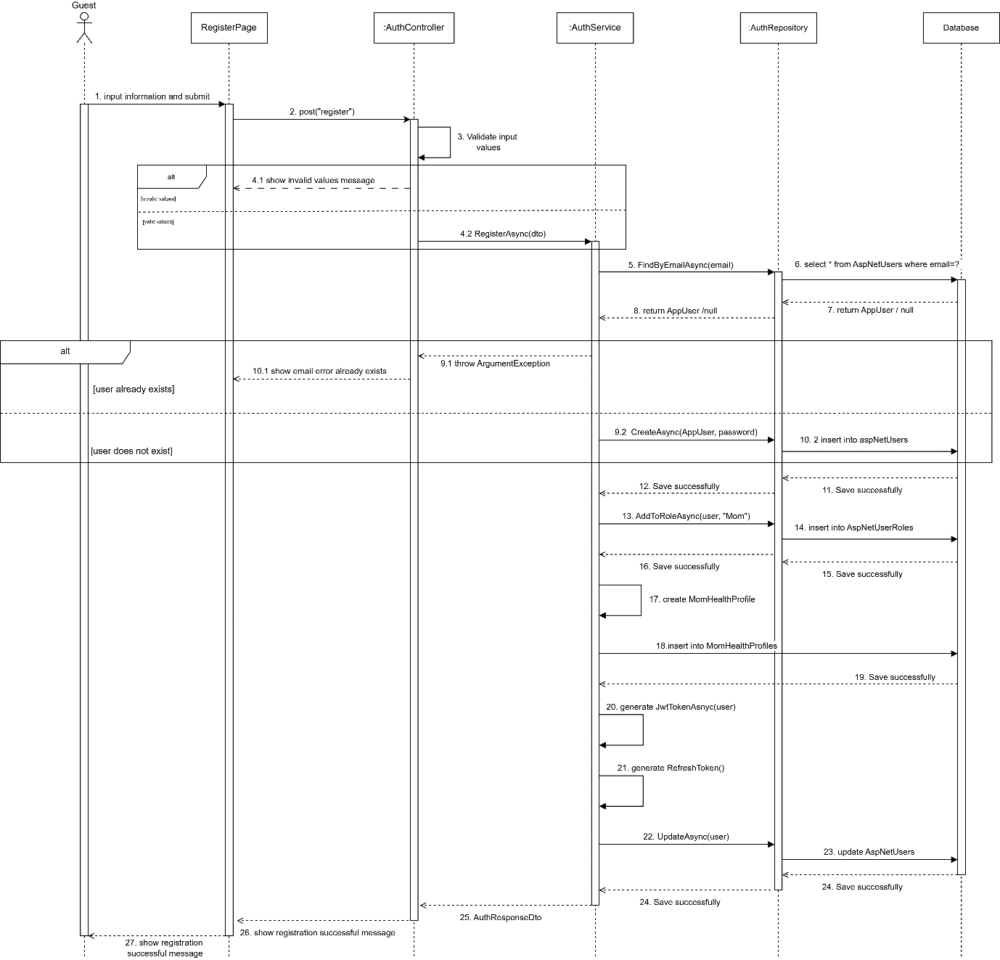 Guest
RegisterPage
:AuthController
:AuthService
:AuthRepository
Database
1. input information and submit
2. post("register")
3. Validate input
values
alt
4.1 show invalid values message
[invalid values]
[valid values]
4.2 RegisterAsync(dto)
5. FindByEmailAsync(email)
6. select * from AspNetUsers where email=?
7. return AppUser / null
8. return AppUser /null
alt
9.1 throw ArgumentException
10.1 show email error already exists
[user already exists]
9.2 CreateAsync(AppUser, password)
10. 2 insert into aspNetUsers
[user does not exist]
11. Save successfully
12. Save successfully
13. AddToRoleAsync(user, "Mom")
14. insert into AspNetUserRoles
15. Save successfully
16. Save successfully
17. create MomHealthProfile
18.insert into MomHealthProfiles
19. Save successfully
20. generate JwtTokenAsnyc(user)
21. generate RefreshToken()
22. UpdateAsync(user)
23. update AspNetUsers
24. Save successfully
24. Save successfully
25. AuthResponseDto
26. show registration successful message
27. show registration
successful message